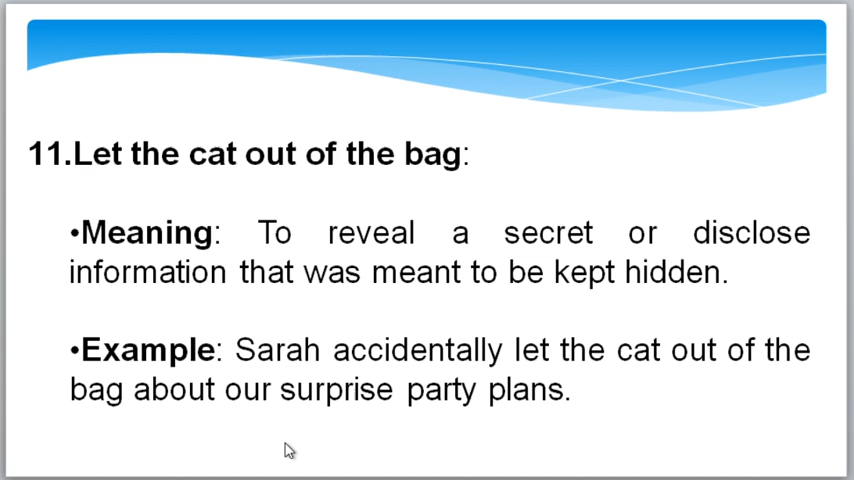 11.Let the cat out of the bag:
•Meaning: To reveal a secret or disclose
information that was meant to be kept hidden.
•Example: Sarah accidentally let the cat out of the
bag about our surprise party plans.